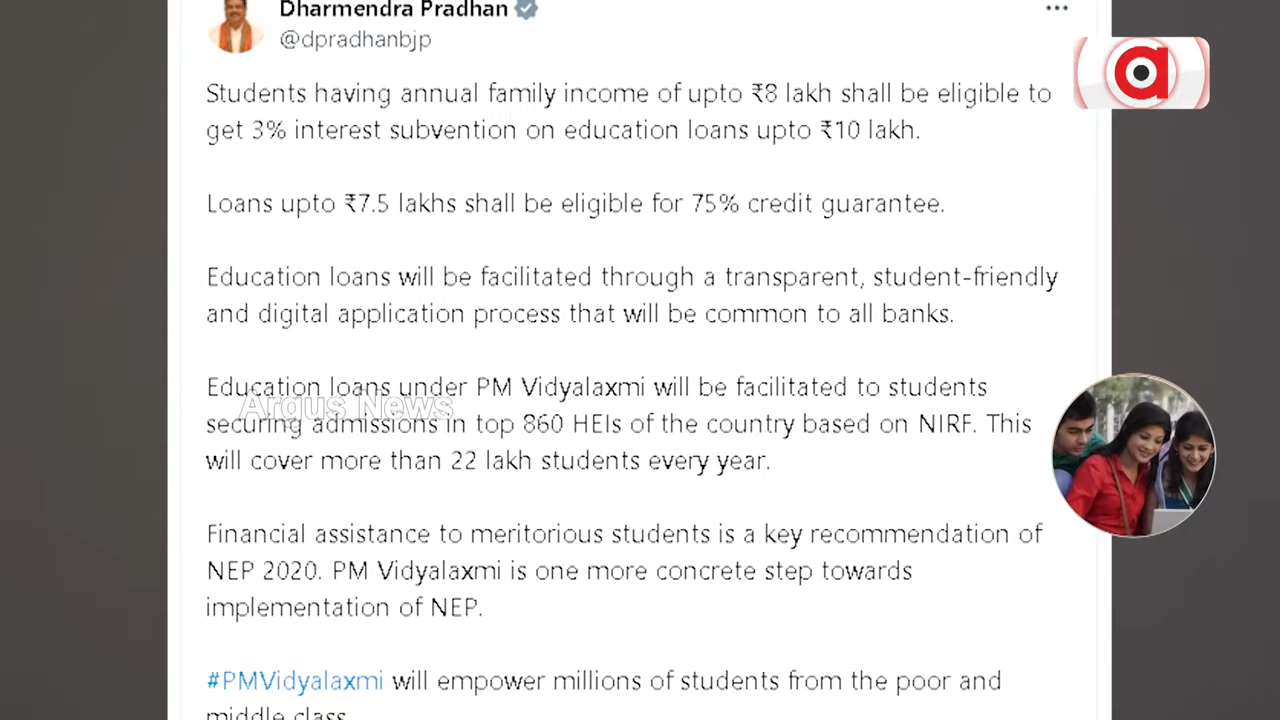 Dharmendra Pradhan
@dpradhanbjp
Students having annual family income of upto ₹8 lakh shall be eligible to
get 3% interest subvention on education loans upto ₹10 lakh.
Loans upto ₹7.5 lakhs shall be eligible for 75% credit guarantee.
Education loans will be facilitated through a transparent, student-friendly
and digital application process that will be common to all banks.
Education loans under PM Vidyalaxmi will be facilitated to students
Argus News
securing admissions in top 860 HEIs of the country based on NIRF. This
will cover more than 22 lakh students every year.
Financial assistance to meritorious students is a key recommendation of
NEP 2020. PM Vidyalaxmi is one more concrete step towards
implementation of NEP.
#PMVidyalaxmi will empower millions of students from the poor and
middle class
a